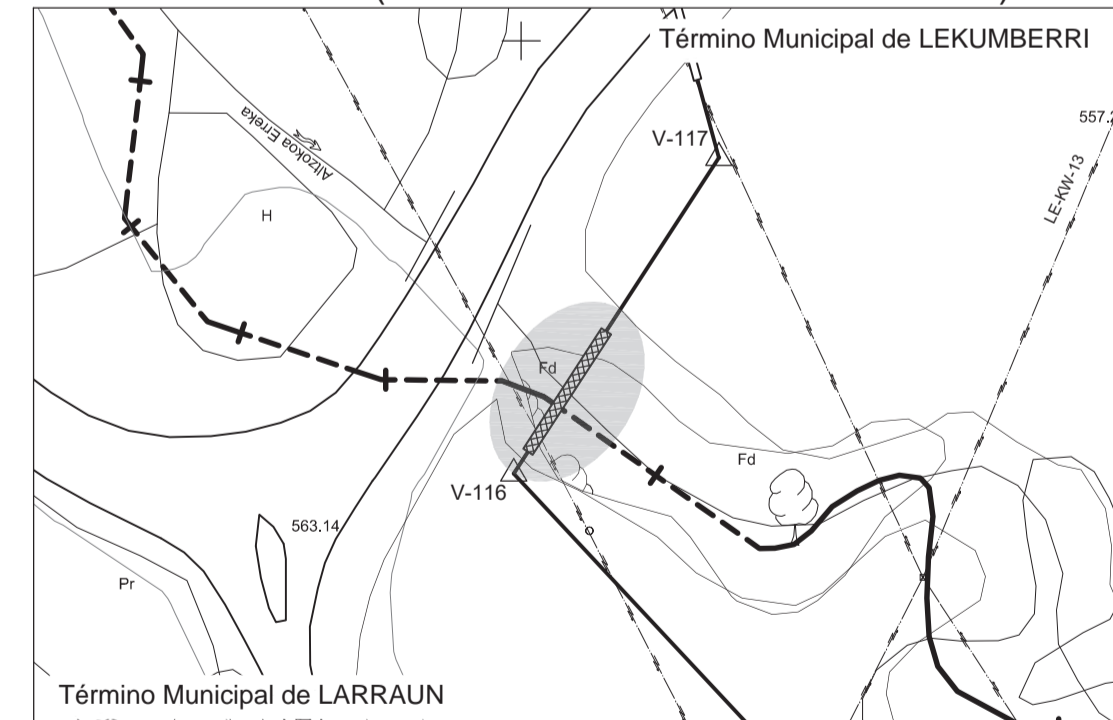 Término Municipal de LEKUMBERRI
557.2
V-117
LE-KW-13
Altzokoa Erreka
H
Fd
Fd
V-116
563.14
Pr
Término Municipal de LARRAUN